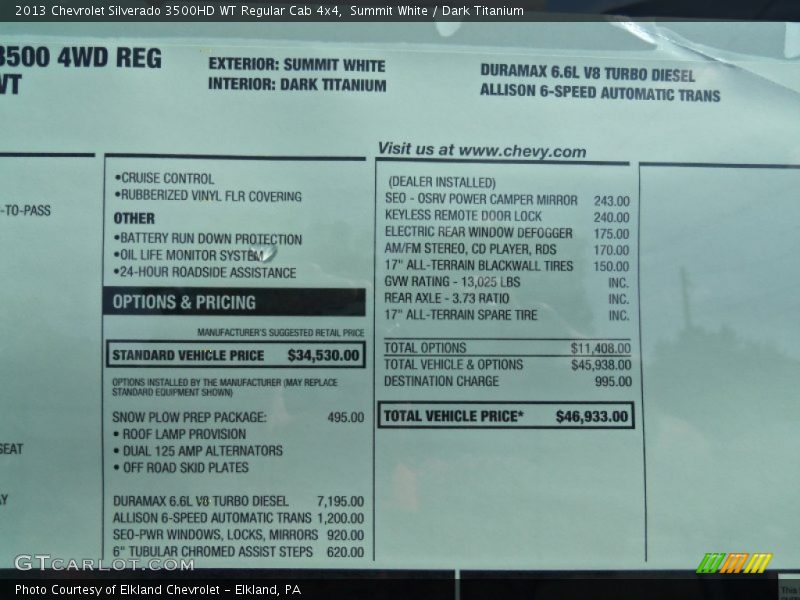 2013 Chevrolet Silverado 3500HD WT Regular Cab 4x4, Summit White / Dark Titanium
3500 4WD REG
WT
EXTERIOR: SUMMIT WHITE
INTERIOR: DARK TITANIUM
DURAMAX 6.6L V8 TURBO DIESEL
ALLISON 6-SPEED AUTOMATIC TRANS
Visit us at www.chevy.com
-TO-PASS
SEAT
•CRUISE CONTROL
•RUBBERIZED VINYL FLR COVERING
OTHER
•BATTERY RUN DOWN PROTECTION
•OIL LIFE MONITOR SYSTEM
•24-HOUR ROADSIDE ASSISTANCE
OPTIONS & PRICING
MANUFACTURER'S SUGGESTED RETAIL PRICE
STANDARD VEHICLE PRICE $34,530.00
OPTIONS INSTALLED BY THE MANUFACTURER (MAY REPLACE
STANDARD EQUIPMENT SHOWN)
SNOW PLOW PREP PACKAGE: 495.00
• ROOF LAMP PROVISION
• DUAL 125 AMP ALTERNATORS
• OFF ROAD SKID PLATES
DURAMAX 6.6L V8 TURBO DIESEL 7,195.00
ALLISON 6-SPEED AUTOMATIC TRANS 1,200.00
SEO-PWR WINDOWS, LOCKS, MIRRORS 920.00
6" TUBULAR CHROMED ASSIST STEPS 620.00
(DEALER INSTALLED)
SEO - OSRV POWER CAMPER MIRROR 243.00
KEYLESS REMOTE DOOR LOCK 240.00
ELECTRIC REAR WINDOW DEFOGGER 175.00
AM/FM STEREO, CD PLAYER, RDS 170.00
17" ALL-TERRAIN BLACKWALL TIRES 150.00
GVW RATING - 13,025 LBS INC.
REAR AXLE - 3.73 RATIO INC.
17" ALL-TERRAIN SPARE TIRE INC.
TOTAL OPTIONS $11,408.00
TOTAL VEHICLE & OPTIONS $45,938.00
DESTINATION CHARGE 995.00
TOTAL VEHICLE PRICE* $46,933.00
GTcarlot.com
Photo Courtesy of Elkland Chevrolet – Elkland, PA
This